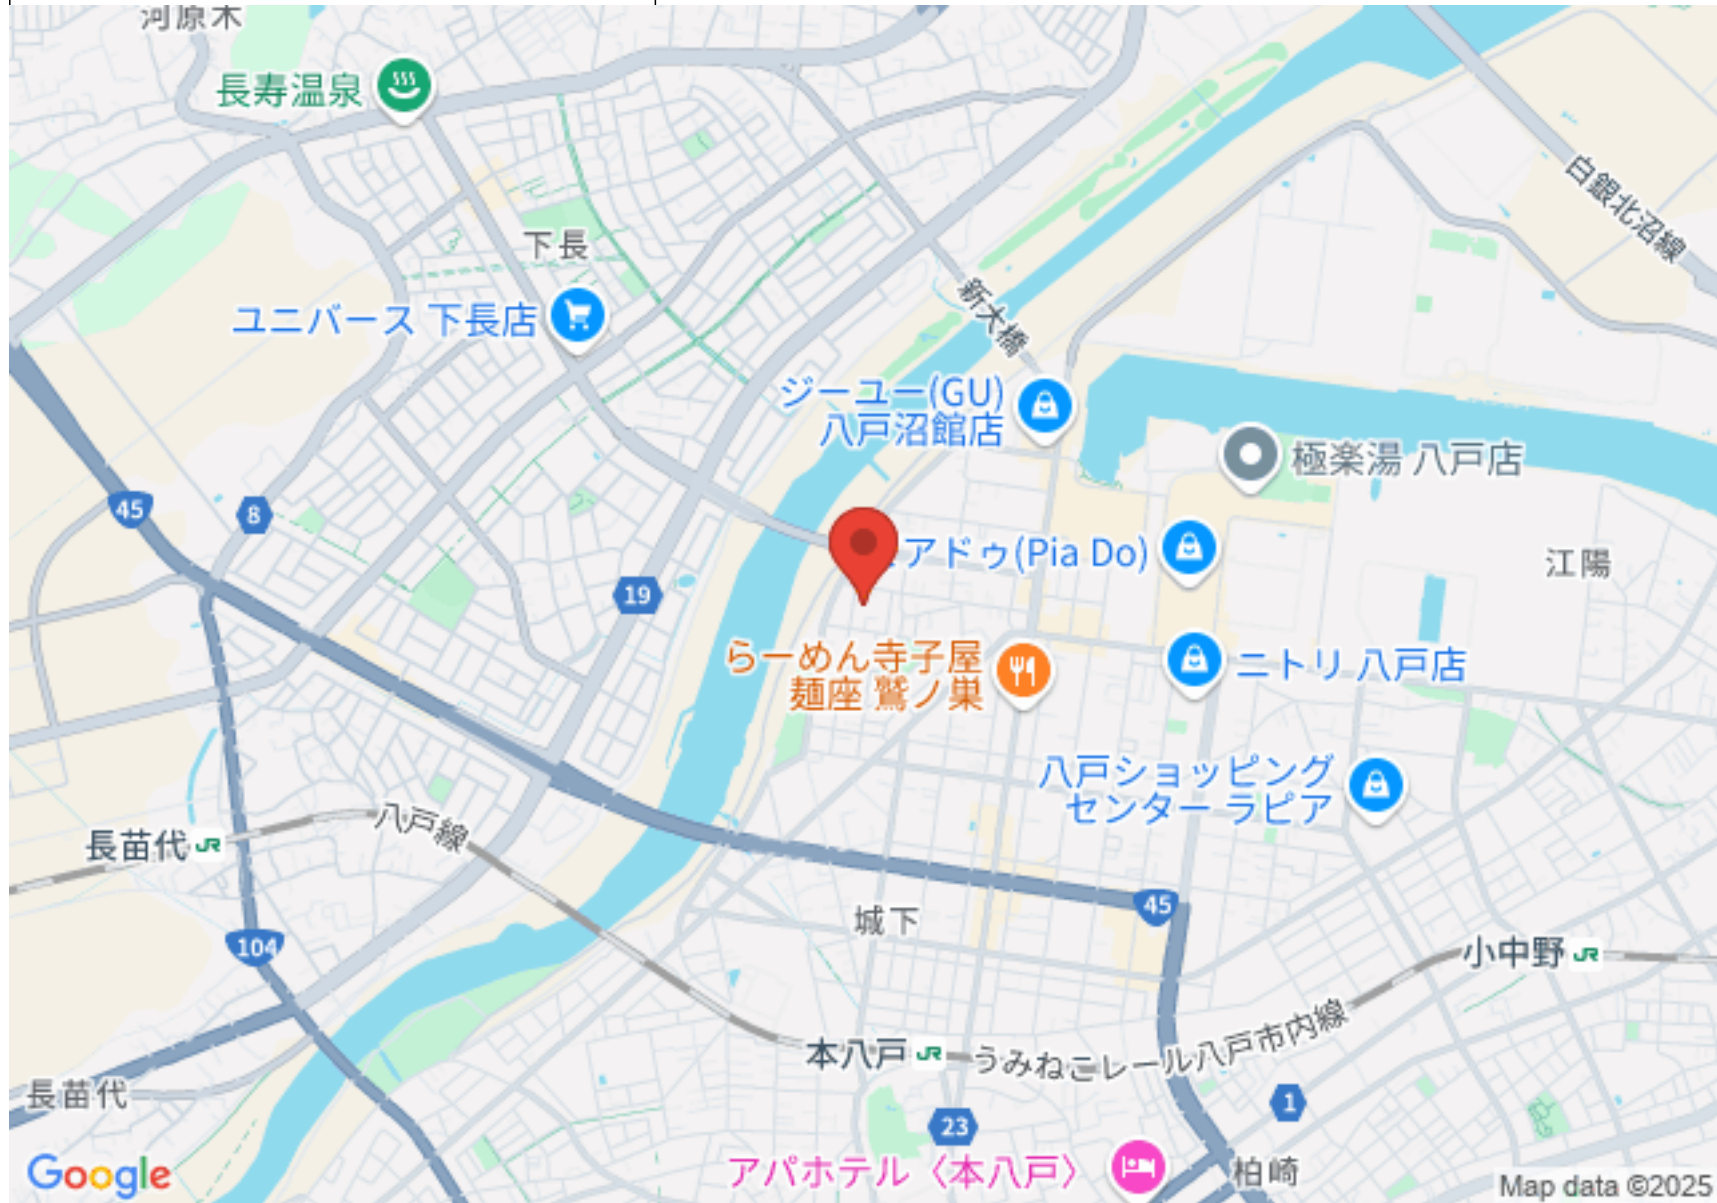 河原木
長寿温泉
白銀北沼線
下長
新大橋
ユニバース 下長店
ジーユー(GU)
八戸沼館店
極楽湯 八戸店
45
8
アドゥ(Pia Do)
江陽
19
らーめん寺子屋
麺座 鷲ノ巣
ニトリ 八戸店
八戸ショッピング
センター ラピア
八戸線
長苗代 JR
45
城下
104
小中野 JR
本八戸 JR
うみねこレール八戸市内線
長苗代
1
23
アパホテル〈本八戸〉
柏崎
Google
Map data ©2025